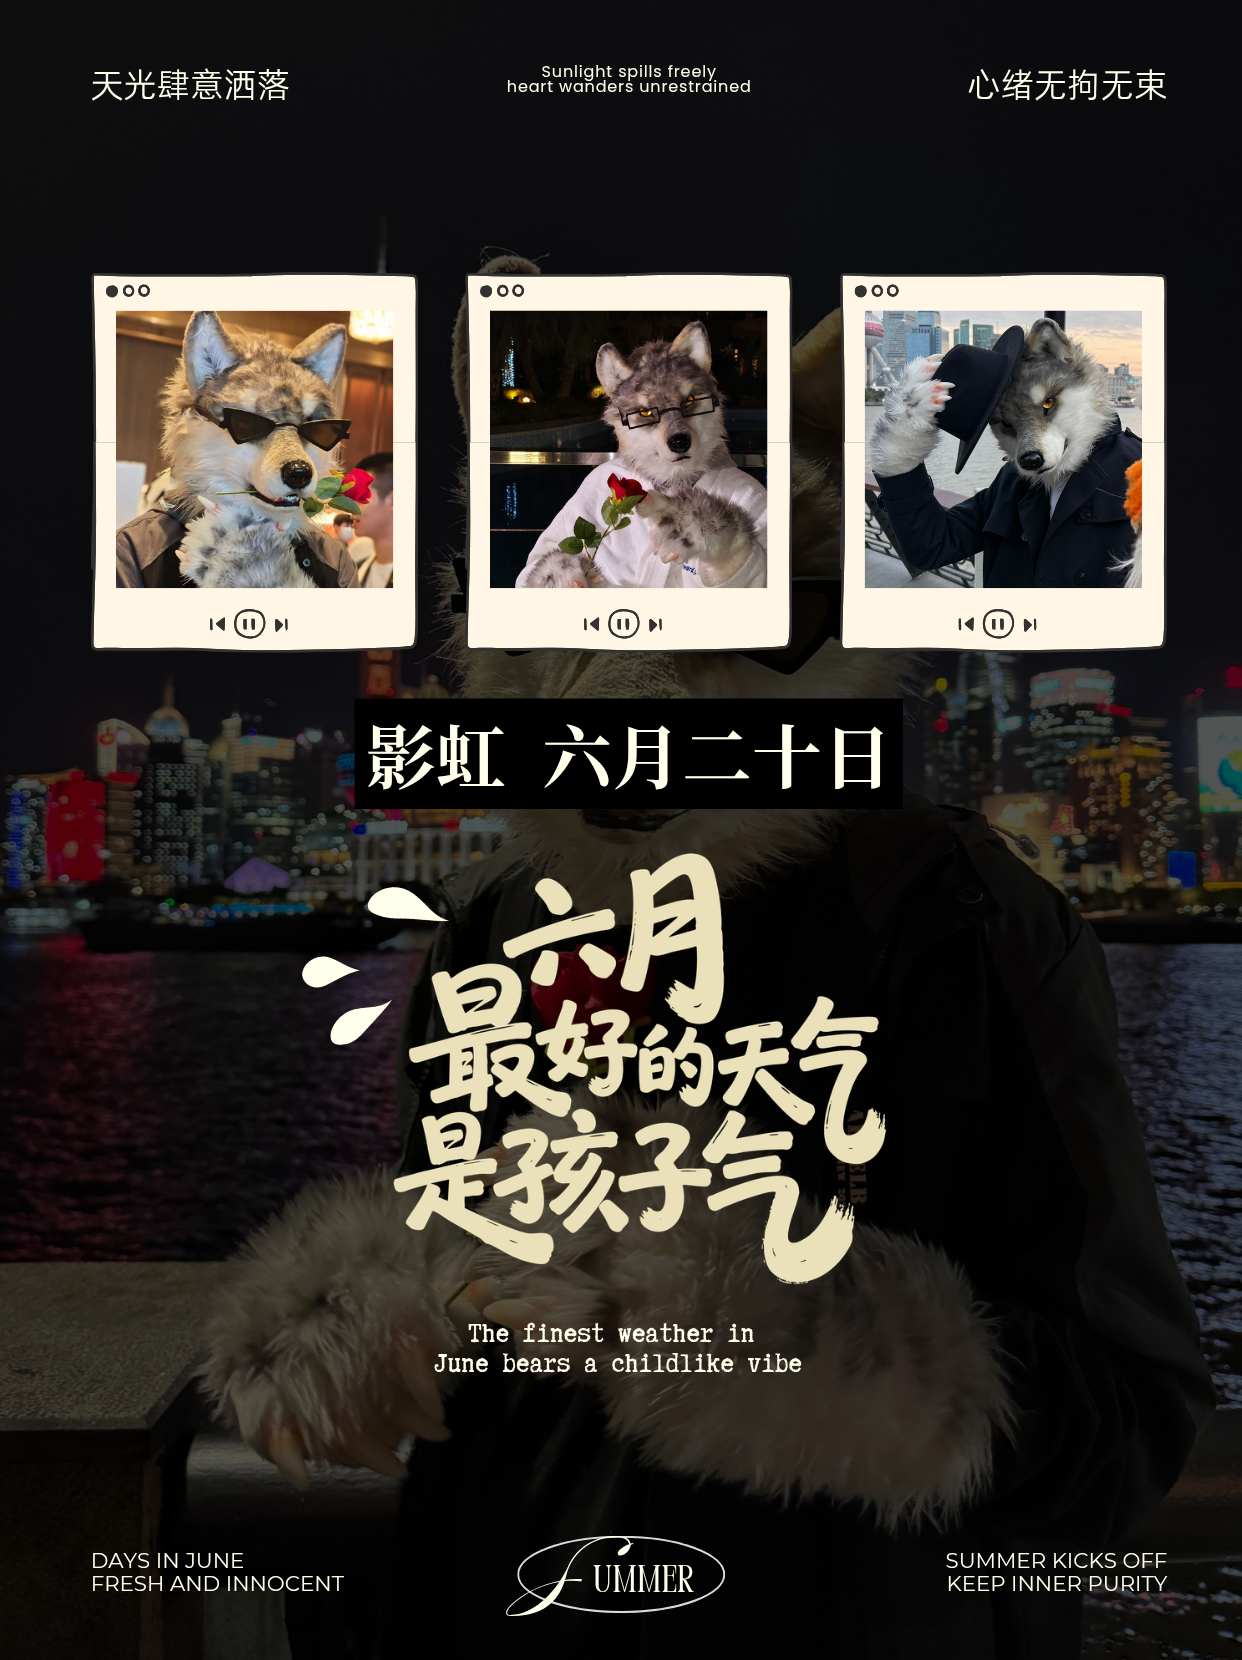 天光肆意洒落
Sunlight spills freely
heart wanders unrestrained
心绪无拘无束
影虹 六月二十日
六月
最好的天气
是孩子气
The finest weather in
June bears a childlike vibe
DAYS IN JUNE
FRESH AND INNOCENT
SUMMER
SUMMER KICKS OFF
KEEP INNER PURITY